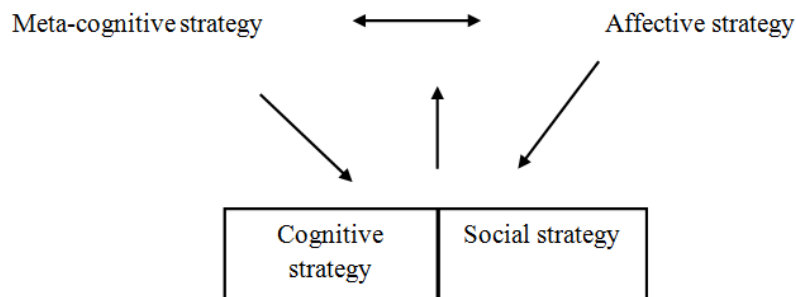 Meta-cognitive strategy
Affective strategy
Cognitive
strategy
Social strategy